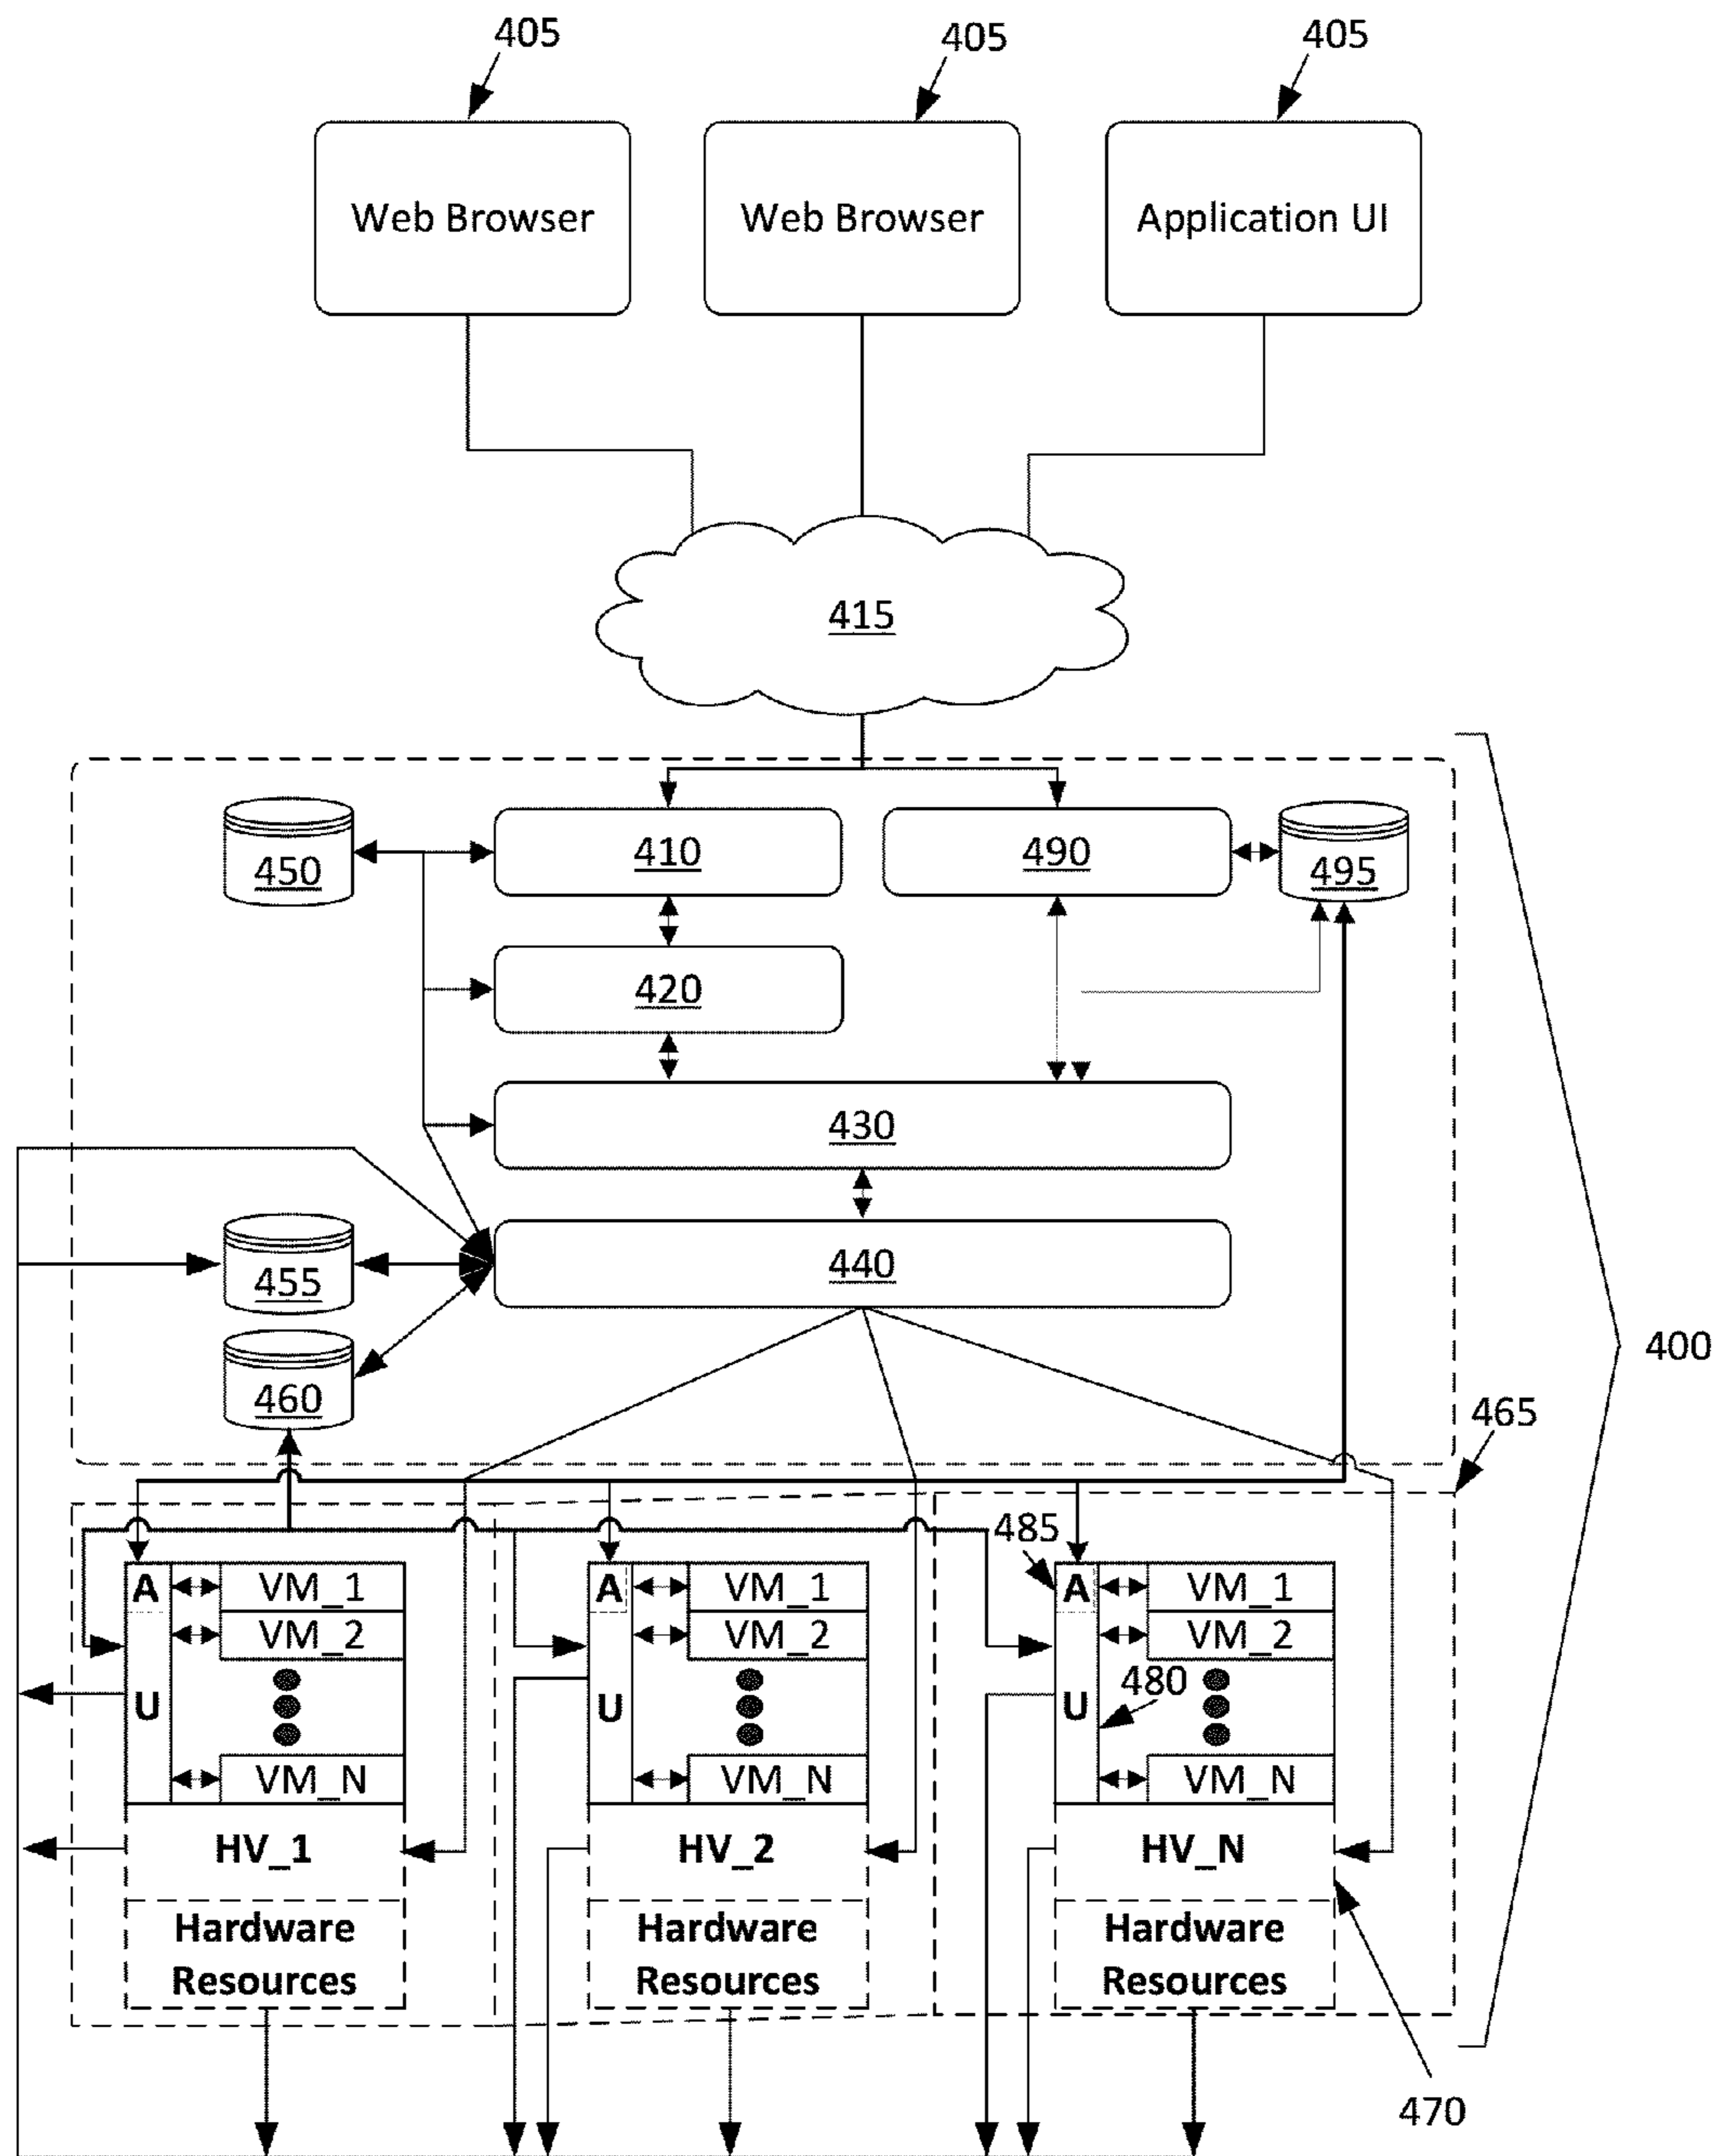 405
405
405
Web Browser
Web Browser
Application UI
415
450
410
490
495
420
430
455
440
460
400
465
485
A
VM_1
VM_2
U
VM_N
HV_1
Hardware
Resources
A
VM_1
VM_2
U
VM_N
HV_2
Hardware
Resources
A
VM_1
VM_2
480
U
VM_N
HV_N
Hardware
Resources
470